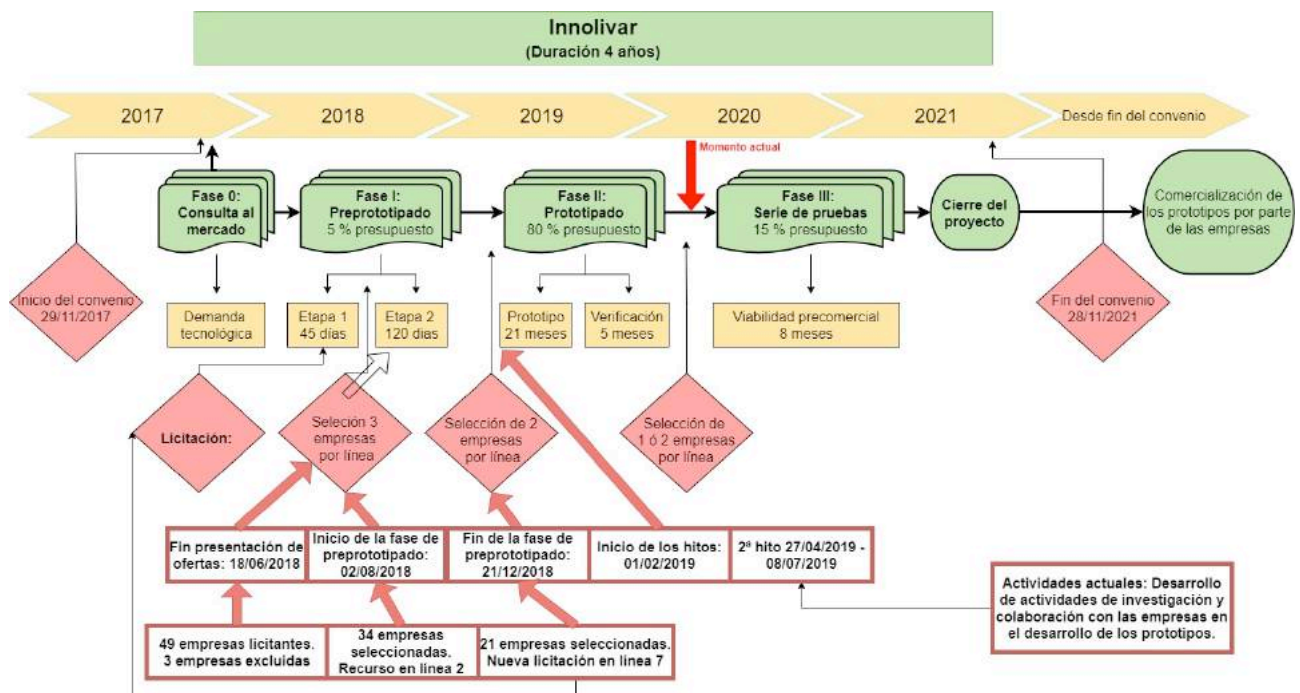 Innolivar
(Duración 4 años)
2017
2018
2019
2020
2021
Desde fin del convenio
Momento actual
Fase 0:
Consulta al
mercado
Fase I:
Preprototipado
5 % presupuesto
Fase II:
Prototipado
80 % presupuesto
Fase III:
Serie de pruebas
15 % presupuesto
Cierre del
proyecto
Comercialización de
los prototipos por parte
de las empresas
Inicio del convenio
29/11/2017
Demanda
tecnológica
Etapa 1
45 días
Etapa 2
120 dias
Prototipo
21 meses
Verificación
5 meses
Viabilidad precomercial
8 meses
Fin del convenio
28/11/2021
Licitación:
Seleción 3
empresas
por línea
Selección de 2
empresas
por línea
Selección de
1 ó 2 empresas
por línea
Fin presentación de
ofertas: 18/06/2018
Inicio de la fase de
preprototipado:
02/08/2018
Fin de la fase de
preprototipado:
21/12/2018
Inicio de los hitos:
01/02/2019
2º hito 27/04/2019 -
08/07/2019
Actividades actuales: Desarrollo
de actividades de investigación y
colaboración con las empresas en
el desarrollo de los prototipos.
49 empresas licitantes.
3 empresas excluidas
34 empresas
seleccionadas.
Recurso en línea 2
21 empresas seleccionadas.
Nueva licitación en línea 7